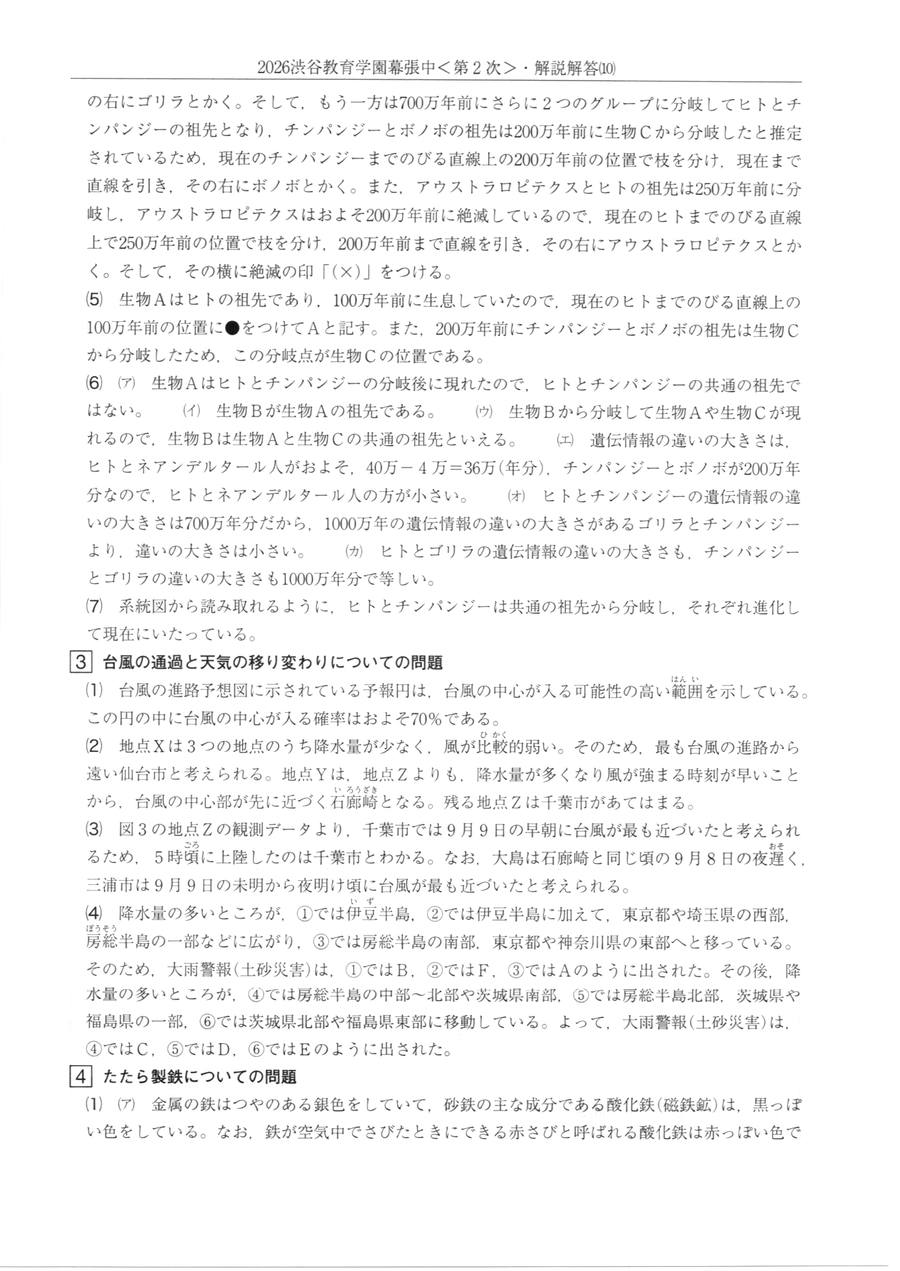 2026渋谷教育学園幕張中＜第２次＞・解説解答⑽
の右にゴリラとかく。そして，もう一方は700万年前にさらに２つのグループに分岐してヒトとチ
ンパンジーの祖先となり，チンパンジーとボノボの祖先は200万年前に生物Ｃから分岐したと推定
されているため，現在のチンパンジーまでのびる直線上の200万年前の位置で枝を分け，現在まで
直線を引き，その右にボノボとかく。また，アウストラロピテクスとヒトの祖先は250万年前に分
岐し，アウストラロピテクスはおよそ200万年前に絶滅しているので，現在のヒトまでのびる直線
上で250万年前の位置で枝を分け，200万年前まで直線を引き，その右にアウストラロピテクスとか
く。そして，その横に絶滅の印「(×)」をつける。
⑸　生物Ａはヒトの祖先であり，100万年前に生息していたので，現在のヒトまでのびる直線上の
100万年前の位置に●をつけてＡと記す。また，200万年前にチンパンジーとボノボの祖先は生物Ｃ
から分岐したため，この分岐点が生物Ｃの位置である。
⑹　㋐　生物Ａはヒトとチンパンジーの分岐後に現れたので，ヒトとチンパンジーの共通の祖先で
はない。　㋑　生物Ｂが生物Ａの祖先である。　㋒　生物Ｂから分岐して生物Ａや生物Ｃが現
れるので，生物Ｂは生物Ａと生物Ｃの共通の祖先といえる。　㋓　遺伝情報の違いの大きさは，
ヒトとネアンデルタール人がおよそ，40万－４万＝36万(年分)，チンパンジーとボノボが200万年
分なので，ヒトとネアンデルタール人の方が小さい。　㋔　ヒトとチンパンジーの遺伝情報の違
いの大きさは700万年分だから，1000万年の遺伝情報の違いの大きさがあるゴリラとチンパンジー
より，違いの大きさは小さい。　㋕　ヒトとゴリラの遺伝情報の違いの大きさも，チンパンジー
とゴリラの違いの大きさも1000万年分で等しい。
⑺　系統図から読み取れるように，ヒトとチンパンジーは共通の祖先から分岐し，それぞれ進化し
て現在にいたっている。
3　台風の通過と天気の移り変わりについての問題
⑴　台風の進路予想図に示されている予報円は，台風の中心が入る可能性の高い範囲(はんい)を示している。
この円の中に台風の中心が入る確率はおよそ70％である。
⑵　地点Ｘは３つの地点のうち降水量が少なく，風が比較(ひかく)的弱い。そのため，最も台風の進路から
遠い仙台市と考えられる。地点Ｙは，地点Ｚよりも，降水量が多くなり風が強まる時刻が早いこと
から，台風の中心部が先に近づく石廊崎(いろうざき)となる。残る地点Ｚは千葉市があてはまる。
⑶　図３の地点Ｚの観測データより，千葉市では９月９日の早朝に台風が最も近づいたと考えられ
るため，５時頃(ごろ)に上陸したのは千葉市とわかる。なお，大島は石廊崎と同じ頃の９月８日の夜遅(おそ)く，
三浦市は９月９日の未明から夜明け頃に台風が最も近づいたと考えられる。
⑷　降水量の多いところが，①では伊豆(いず)半島，②では伊豆半島に加えて，東京都や埼玉県の西部，
房総(ぼうそう)半島の一部などに広がり，③では房総半島の南部，東京都や神奈川県の東部へと移っている。
そのため，大雨警報(土砂災害)は，①ではＢ，②ではＦ，③ではＡのように出された。その後，降
水量の多いところが，④では房総半島の中部～北部や茨城県南部，⑤では房総半島北部，茨城県や
福島県の一部，⑥では茨城県北部や福島県東部に移動している。よって，大雨警報(土砂災害)は，
④ではＣ，⑤ではＤ，⑥ではＥのように出された。
4　たたら製鉄についての問題
⑴　㋐　金属の鉄はつやのある銀色をしていて，砂鉄の主な成分である酸化鉄(磁鉄鉱)は，黒っぽ
い色をしている。なお，鉄が空気中でさびたときにできる赤さびと呼ばれる酸化鉄は赤っぽい色で